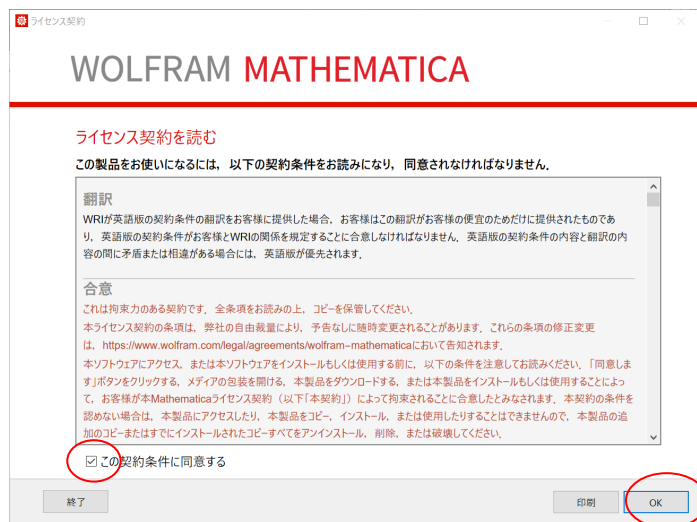 ライセンス契約
WOLFRAM MATHEMATICA
ライセンス契約を読む
この製品をお使いになるには，以下の契約条件をお読みになり，同意されなければなりません．
翻訳
WRIが英語版の契約条件の翻訳をお客様に提供した場合，お客様はこの翻訳がお客様の便宜のためだけに提供されたものであ
り，英語版の契約条件がお客様とWRIの関係を規定することに合意しなければなりません．英語版の契約条件の内容と翻訳の内
容の間に矛盾または相違がある場合には，英語版が優先されます．
合意
これは拘束力のある契約です．全条項をお読みの上，コピーを保管してください．
本ライセンス契約の条項は，弊社の自由裁量により，予告なしに随時変更されることがあります．これらの条項の修正変更
は，https://www.wolfram.com/legal/agreements/wolfram-mathematicaにおいて告知されます．
本ソフトウェアにアクセス，または本ソフトウェアをインストールもしくは使用する前に，以下の条件を注意してお読みください．「同意しま
す」ボタンをクリックする，メディアの包装を開ける，本製品をダウンロードする，または本製品をインストールもしくは使用することによっ
て，お客様が本Mathematicaライセンス契約（以下「本契約」）によって拘束されることに合意したとみなされます．本契約の条件を
認めない場合は，本製品にアクセスしたり，本製品をコピー，インストール，または使用したりすることはできませんので，本製品の追
加のコピーまたはすでにインストールされたコピーすべてをアンインストール，削除，または破壊してください．
この契約条件に同意する
終了
印刷
OK